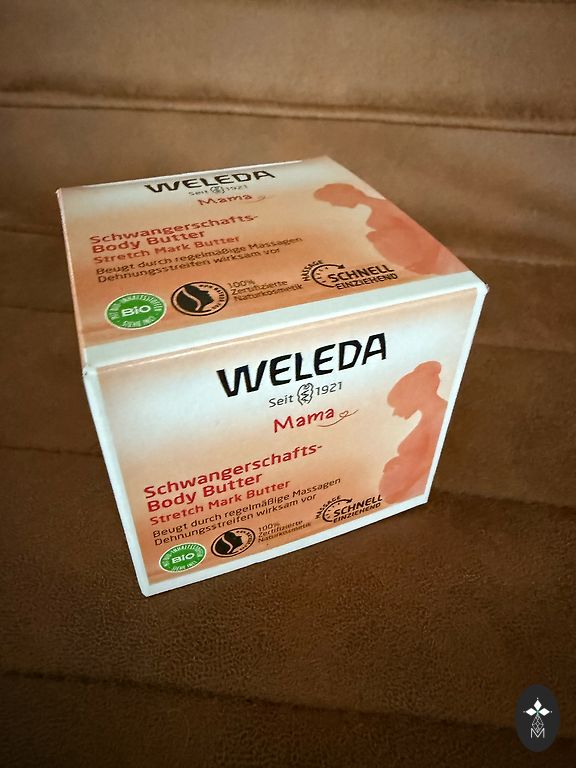 WELEDA
Seit 1921
Mama
Schwangerschafts-
Body Butter
Stretch Mark Butter
Beugt durch regelmäßige Massagen
Dehnungsstreifen wirksam vor
BIO
100%
Zertifizierte
Naturkosmetik
MASSAGE
SCHNELL
EINZIEHEND
WELEDA
Seit 1921
Mama
Schwangerschafts-
Body Butter
Stretch Mark Butter
Beugt durch regelmäßige Massagen
Dehnungsstreifen wirksam vor
BIO
100%
Zertifizierte
Naturkosmetik
MASSAGE
SCHNELL
EINZIEHEND
M